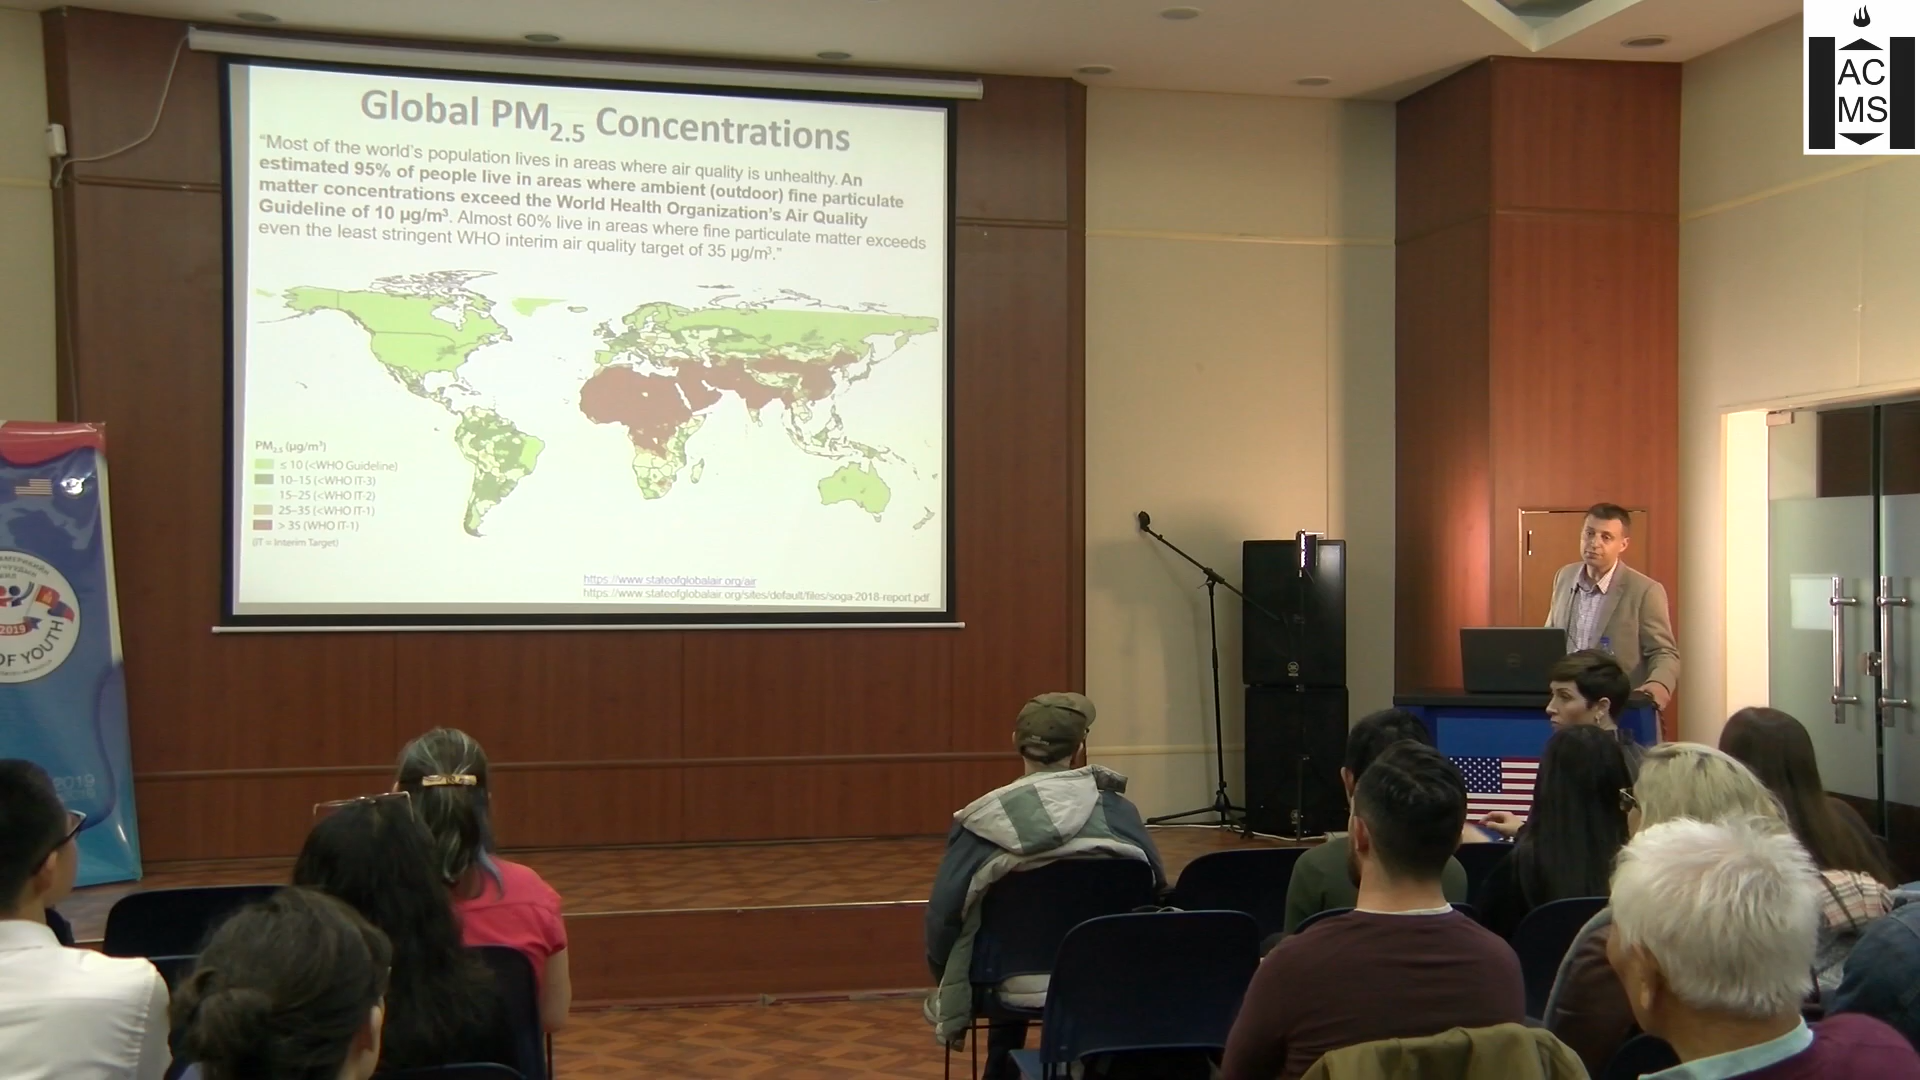 AC
MS
Global PM2.5 Concentrations
“Most of the world’s population lives in areas where air quality is unhealthy. An
estimated 95% of people live in areas where ambient (outdoor) fine particulate
matter concentrations exceed the World Health Organization’s Air Quality
Guideline of 10 µg/m³. Almost 60% live in areas where fine particulate matter exceeds
even the least stringent WHO interim air quality target of 35 µg/m³.”
PM2.5 (µg/m³)
≤ 10 (<WHO Guideline)
10–15 (<WHO IT-3)
15–25 (<WHO IT-2)
25–35 (<WHO IT-1)
> 35 (WHO IT-1)
(IT = Interim Target)
https://www.stateofglobalair.org/air
https://www.stateofglobalair.org/sites/default/files/soga-2018-report.pdf
2019
OF YOUTH
2019